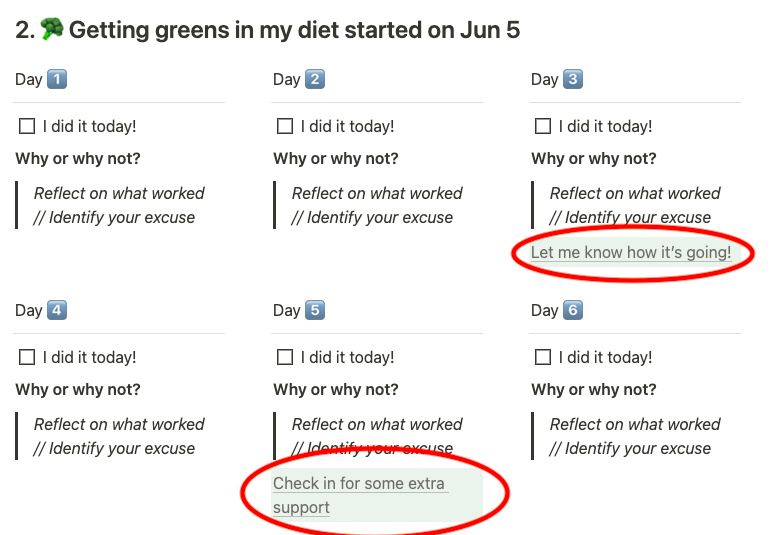 2. 🥦 Getting greens in my diet started on Jun 5
Day 1️⃣
I did it today!
Why or why not?
Reflect on what worked
// Identify your excuse
Day 2️⃣
I did it today!
Why or why not?
Reflect on what worked
// Identify your excuse
Day 3️⃣
I did it today!
Why or why not?
Reflect on what worked
// Identify your excuse
Let me know how it's going!
Day 4️⃣
I did it today!
Why or why not?
Reflect on what worked
// Identify your excuse
Day 5️⃣
I did it today!
Why or why not?
Reflect on what worked
// Identify your excuse
Check in for some extra
support
Day 6️⃣
I did it today!
Why or why not?
Reflect on what worked
// Identify your excuse